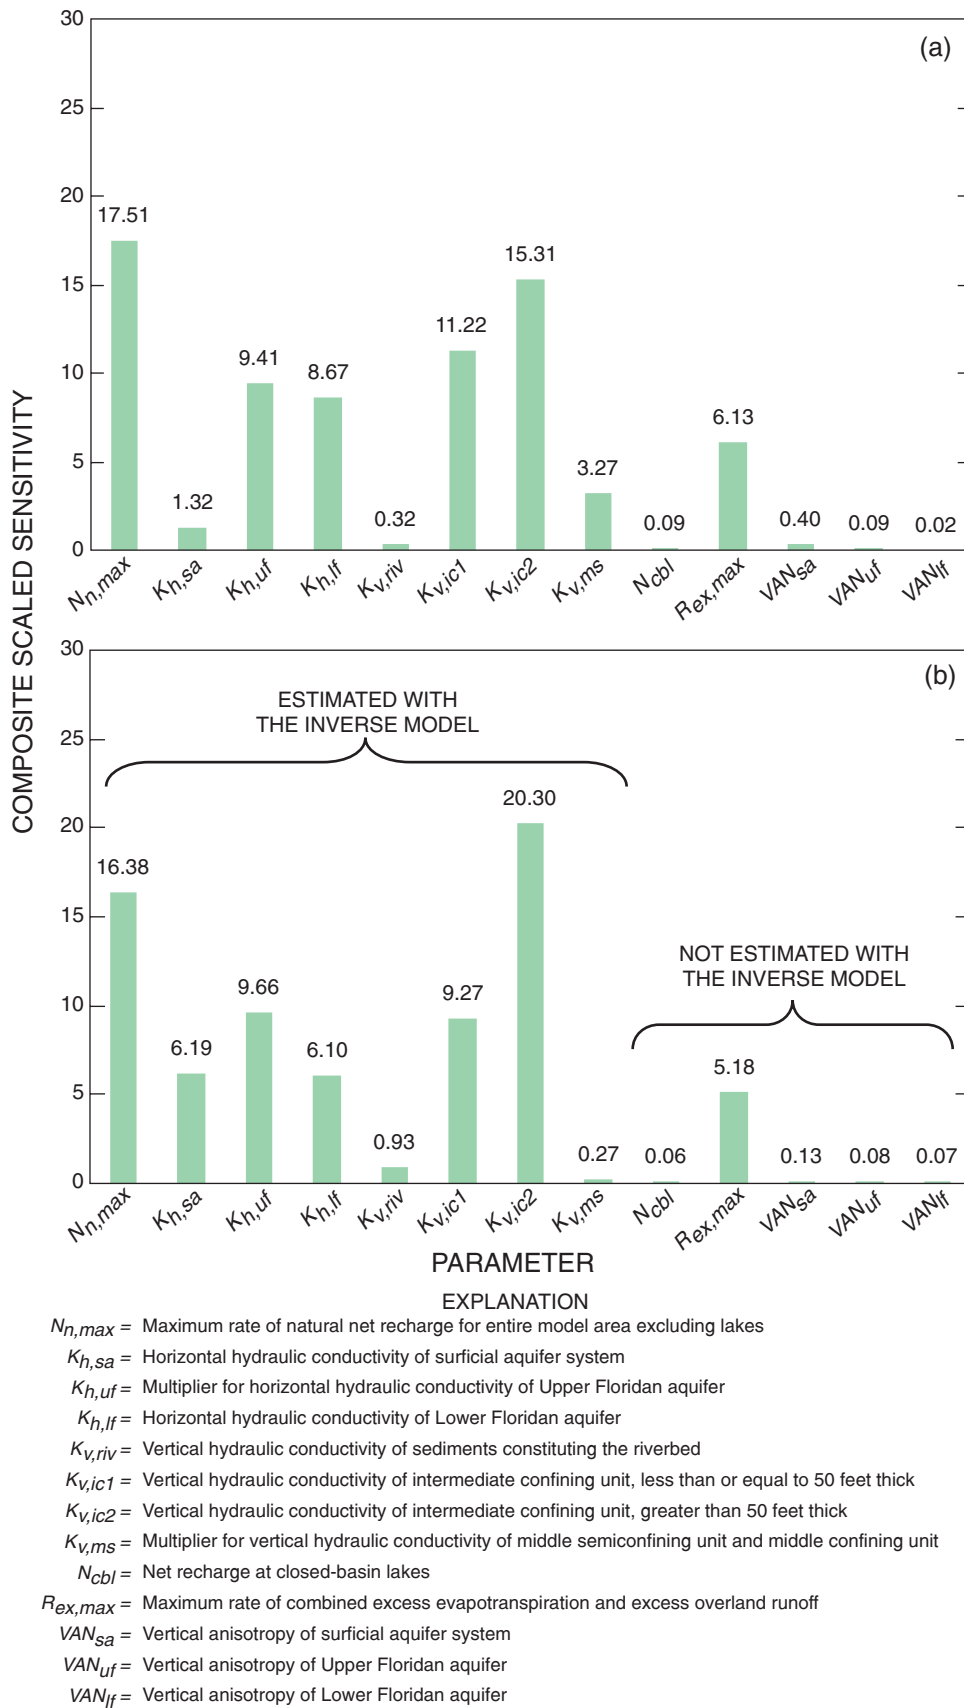 COMPOSITE SCALED SENSITIVITY
(a)
30
25
20
15
10
5
0
17.51
1.32
9.41
8.67
0.32
11.22
15.31
3.27
0.09
6.13
0.40
0.09
0.02
Nn,max
Kh,sa
Kh,uf
Kh,lf
Kv,riv
Kv,ic1
Kv,ic2
Kv,ms
Ncbl
Rex,max
VANsa
VANuf
VANlf
(b)
30
25
20
15
10
5
0
ESTIMATED WITH
THE INVERSE MODEL
NOT ESTIMATED WITH
THE INVERSE MODEL
16.38
6.19
9.66
6.10
0.93
9.27
20.30
0.27
0.06
5.18
0.13
0.08
0.07
Nn,max
Kh,sa
Kh,uf
Kh,lf
Kv,riv
Kv,ic1
Kv,ic2
Kv,ms
Ncbl
Rex,max
VANsa
VANuf
VANlf
PARAMETER
EXPLANATION
Nn,max = Maximum rate of natural net recharge for entire model area excluding lakes
Kh,sa = Horizontal hydraulic conductivity of surficial aquifer system
Kh,uf = Multiplier for horizontal hydraulic conductivity of Upper Floridan aquifer
Kh,lf = Horizontal hydraulic conductivity of Lower Floridan aquifer
Kv,riv = Vertical hydraulic conductivity of sediments constituting the riverbed
Kv,ic1 = Vertical hydraulic conductivity of intermediate confining unit, less than or equal to 50 feet thick
Kv,ic2 = Vertical hydraulic conductivity of intermediate confining unit, greater than 50 feet thick
Kv,ms = Multiplier for vertical hydraulic conductivity of middle semiconfining unit and middle confining unit
Ncbl = Net recharge at closed-basin lakes
Rex,max = Maximum rate of combined excess evapotranspiration and excess overland runoff
VANsa = Vertical anisotropy of surficial aquifer system
VANuf = Vertical anisotropy of Upper Floridan aquifer
VANlf = Vertical anisotropy of Lower Floridan aquifer